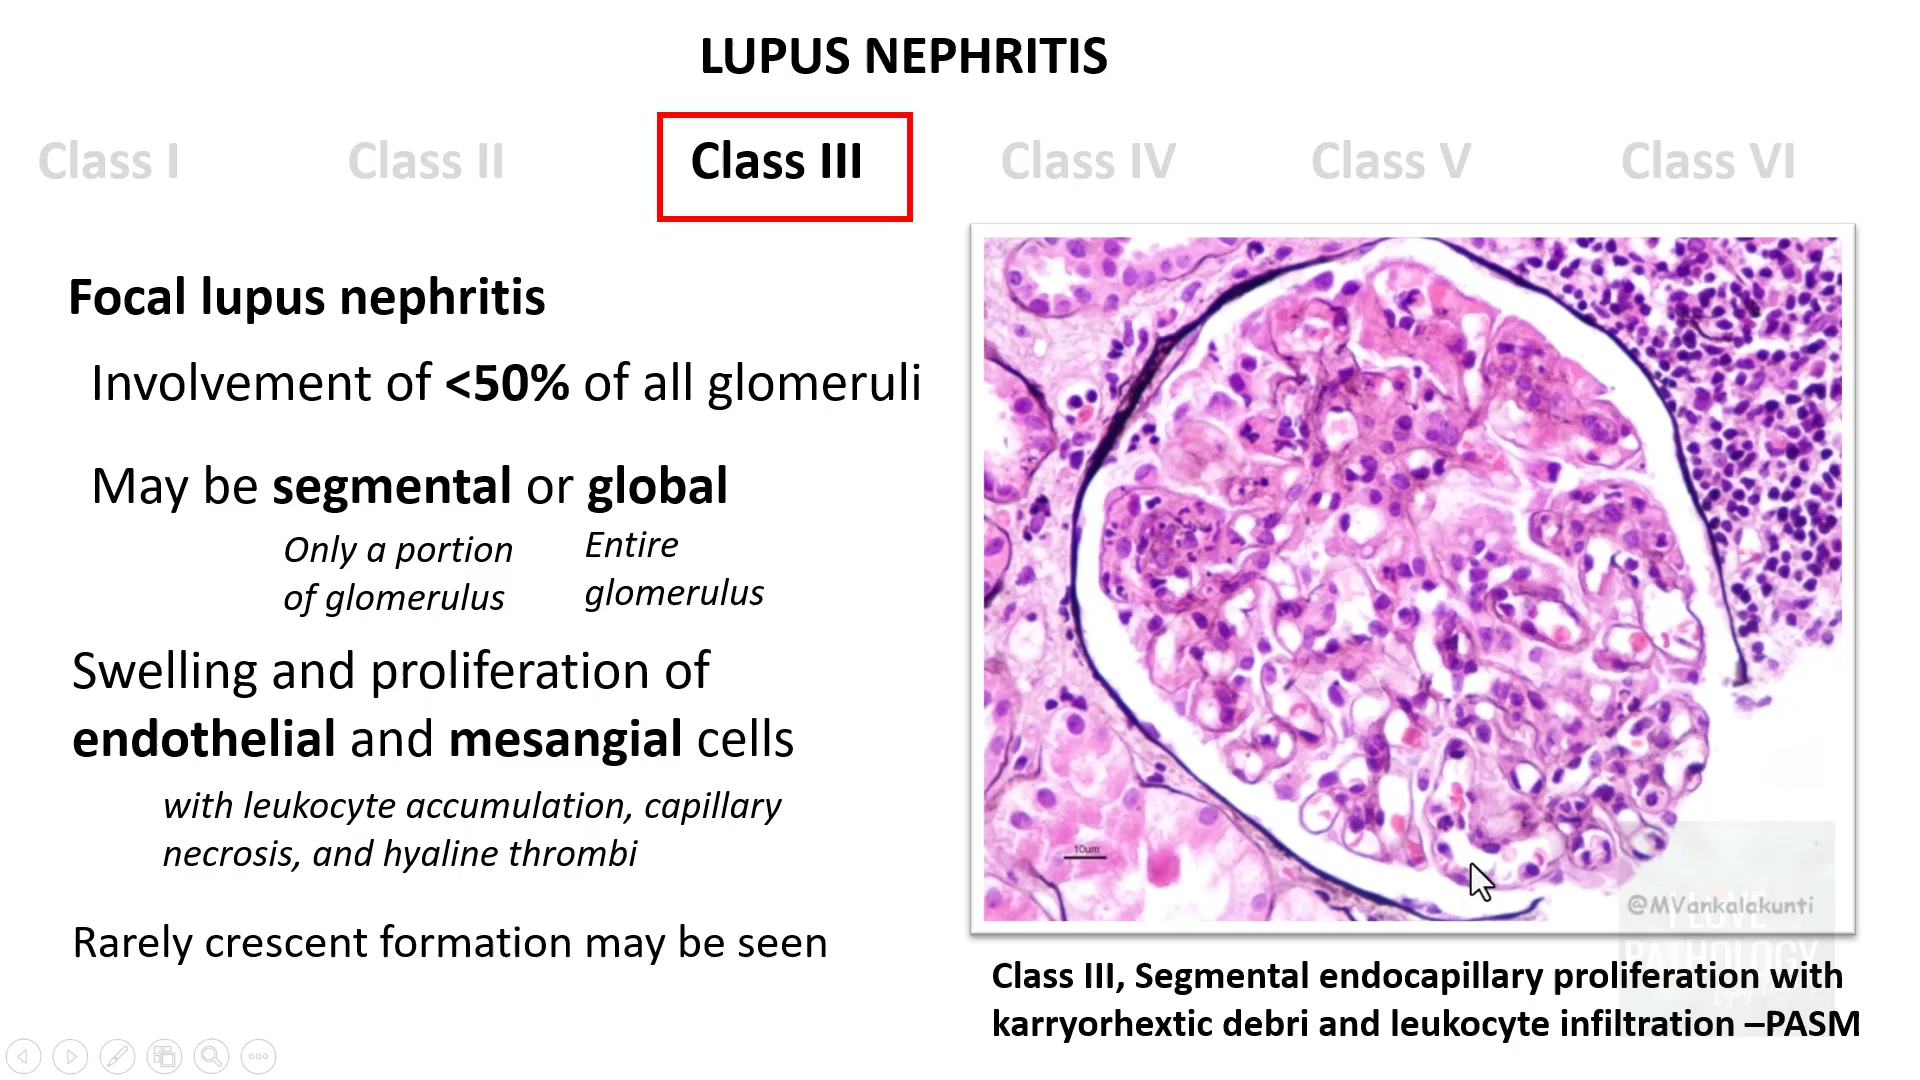 LUPUS NEPHRITIS
Class I
Class II
Class III
Class IV
Class V
Class VI
Focal lupus nephritis
Involvement of <50% of all glomeruli
May be segmental or global
Only a portion
of glomerulus
Entire
glomerulus
Swelling and proliferation of
endothelial and mesangial cells
with leukocyte accumulation, capillary
necrosis, and hyaline thrombi
Rarely crescent formation may be seen
10um
@MVankalakunti
I LOVE
PATHOLOGY
Class III, Segmental endocapillary proliferation with
karryorhextic debri and leukocyte infiltration –PASM